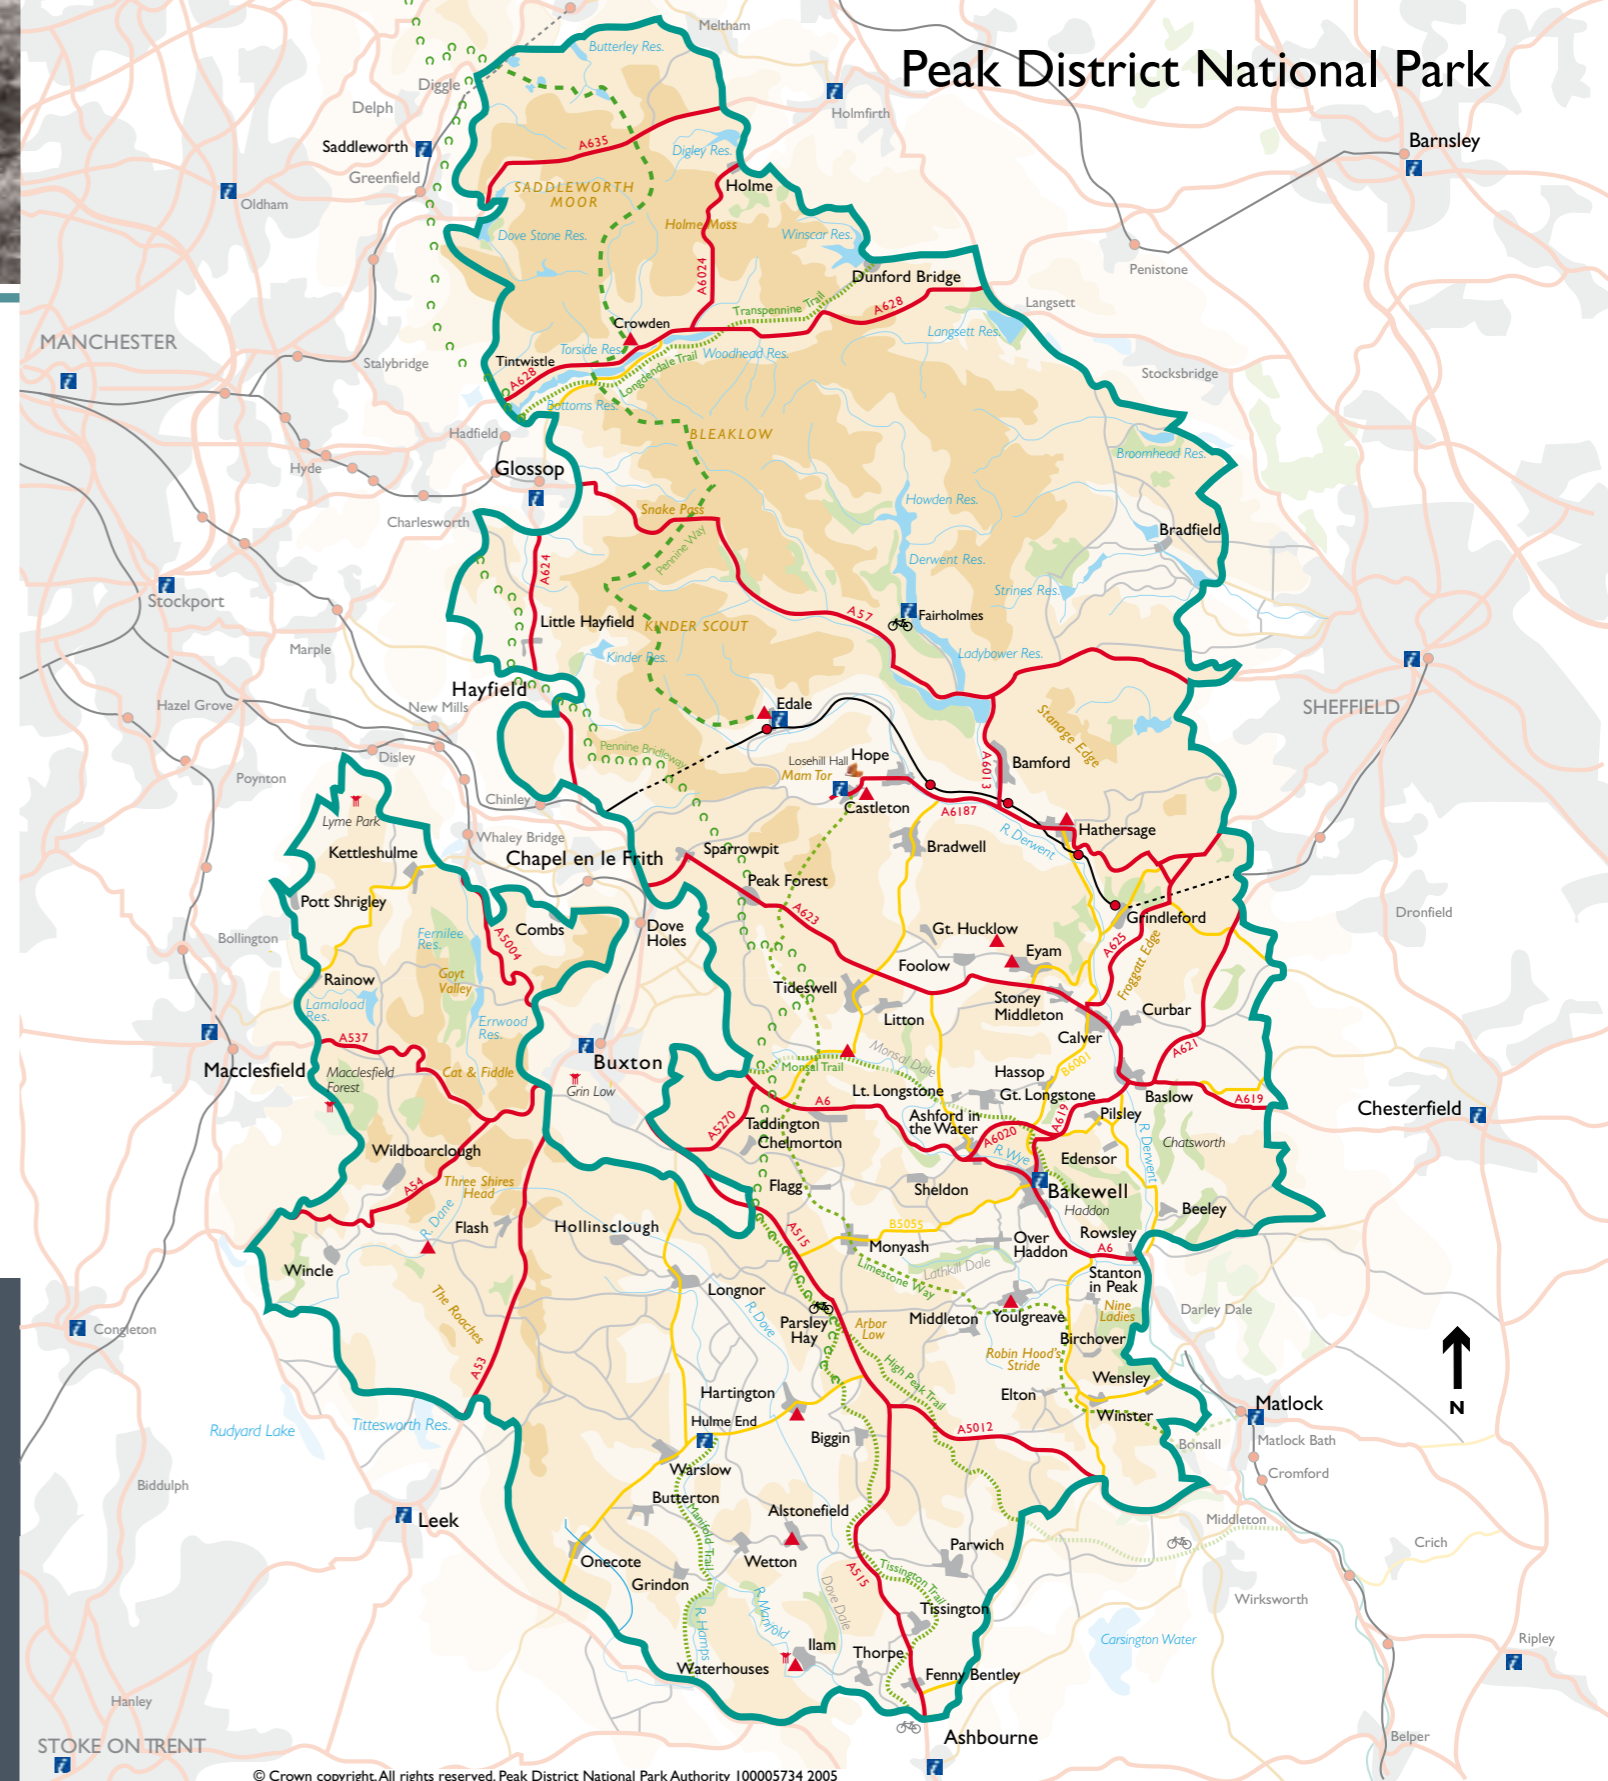 Peak District National Park
Meltham
Butterley Res.
Diggle
Delph
Holmfirth
Barnsley
Saddleworth
A635
Digley Res.
Greenfield
SADDLEWORTH
MOOR
Holme
Oldham
Holme Moss
Dove Stone Res.
Winscar Res.
Penistone
A6024
Dunford Bridge
Langsett
Transpennine Trail
A628
Crowden
Langsett Res.
MANCHESTER
Torside Res.
Woodhead Res.
Stalybridge
Tintwistle
A628
Longdendale Trail
Stocksbridge
Bottoms Res.
Hadfield
BLEAKLOW
Broomhead Res.
Hyde
Glossop
Howden Res.
Snake Pass
Charlesworth
Bradfield
Pennine Way
Derwent Res.
A624
Strines Res.
Stockport
A57
Fairholmes
Little Hayfield
KINDER SCOUT
Marple
Kinder Res.
Ladybower Res.
Hayfield
New Mills
Hazel Grove
Edale
SHEFFIELD
Stanage Edge
Pennine Bridleway
Disley
Losehill Hall
Hope
Bamford
Mam Tor
A6013
Poynton
Chinley
Castleton
A6187
Lyme Park
R. Derwent
Hathersage
Whaley Bridge
Kettleshulme
Chapel en le Frith
Sparrowpit
Bradwell
Peak Forest
Pott Shrigley
A623
Grindleford
Dronfield
Combs
Dove
Holes
Gt. Hucklow
Bollington
Fernilee
Res.
A5004
A625
Eyam
Foolow
Froggatt Edge
Rainow
Goyt
Valley
Tideswell
Stoney
Middleton
Curbar
Lamaload
Res.
Errwood
Res.
Litton
Calver
A537
Buxton
Monsal Dale
A621
Macclesfield
Macclesfield
Forest
Cat & Fiddle
Monsal Trail
Hassop
B6001
Grin Low
Lt. Longstone
Gt. Longstone
Baslow
A619
A6
Ashford in
the Water
A619
Pilsley
Chesterfield
A5270
Taddington
A6020
Chelmorton
R. Wye
R. Derwent
Chatsworth
Wildboarclough
Edensor
A54
Three Shires
Head
Flagg
Sheldon
Bakewell
Haddon
Beeley
R. Dane
Flash
Hollinsclough
A515
B5055
Rowsley
Monyash
Over
Haddon
A6
Wincle
Limestone Way
Lathkill Dale
Stanton
in Peak
Longnor
The Roaches
R. Dove
Parsley
Hay
Arbor
Low
Middleton
Youlgreave
Nine
Ladies
Darley Dale
Congleton
Birchover
Robin Hood's
Stride
High Peak Trail
A53
Wensley
Hartington
Elton
Matlock
N
Winster
Rudyard Lake
Tittesworth Res.
Hulme End
Biggin
A5012
Bonsall
Matlock Bath
Warslow
Cromford
Biddulph
Butterton
Manifold Trail
Alstonefield
Leek
Middleton
Parwich
Crich
Onecote
Wetton
A515
Tissington Trail
Grindon
R. Manifold
Dove Dale
Wirksworth
Tissington
R. Hamps
Carsington Water
Ripley
Ilam
Thorpe
Waterhouses
Fenny Bentley
Hanley
Ashbourne
Belper
STOKE ON TRENT
© Crown copyright. All rights reserved. Peak District National Park Authority 100005734 2005